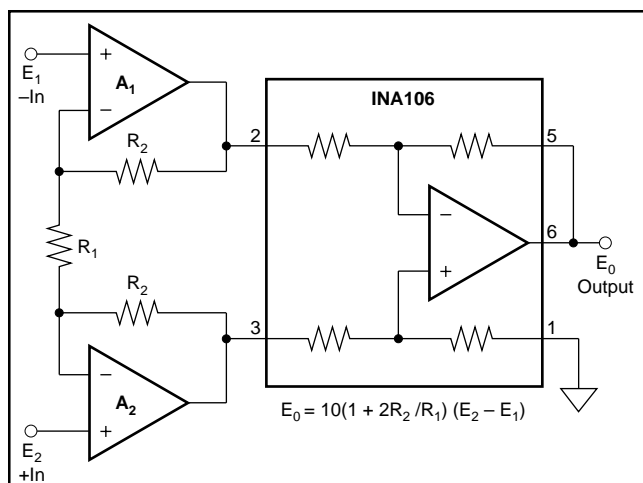 E1
–In
+
A1
–
R2
R1
INA106
2
5
–
6
+
E0
Output
R2
3
1
–
A2
+
E2
+In
E0 = 10(1 + 2R2 /R1) (E2 – E1)